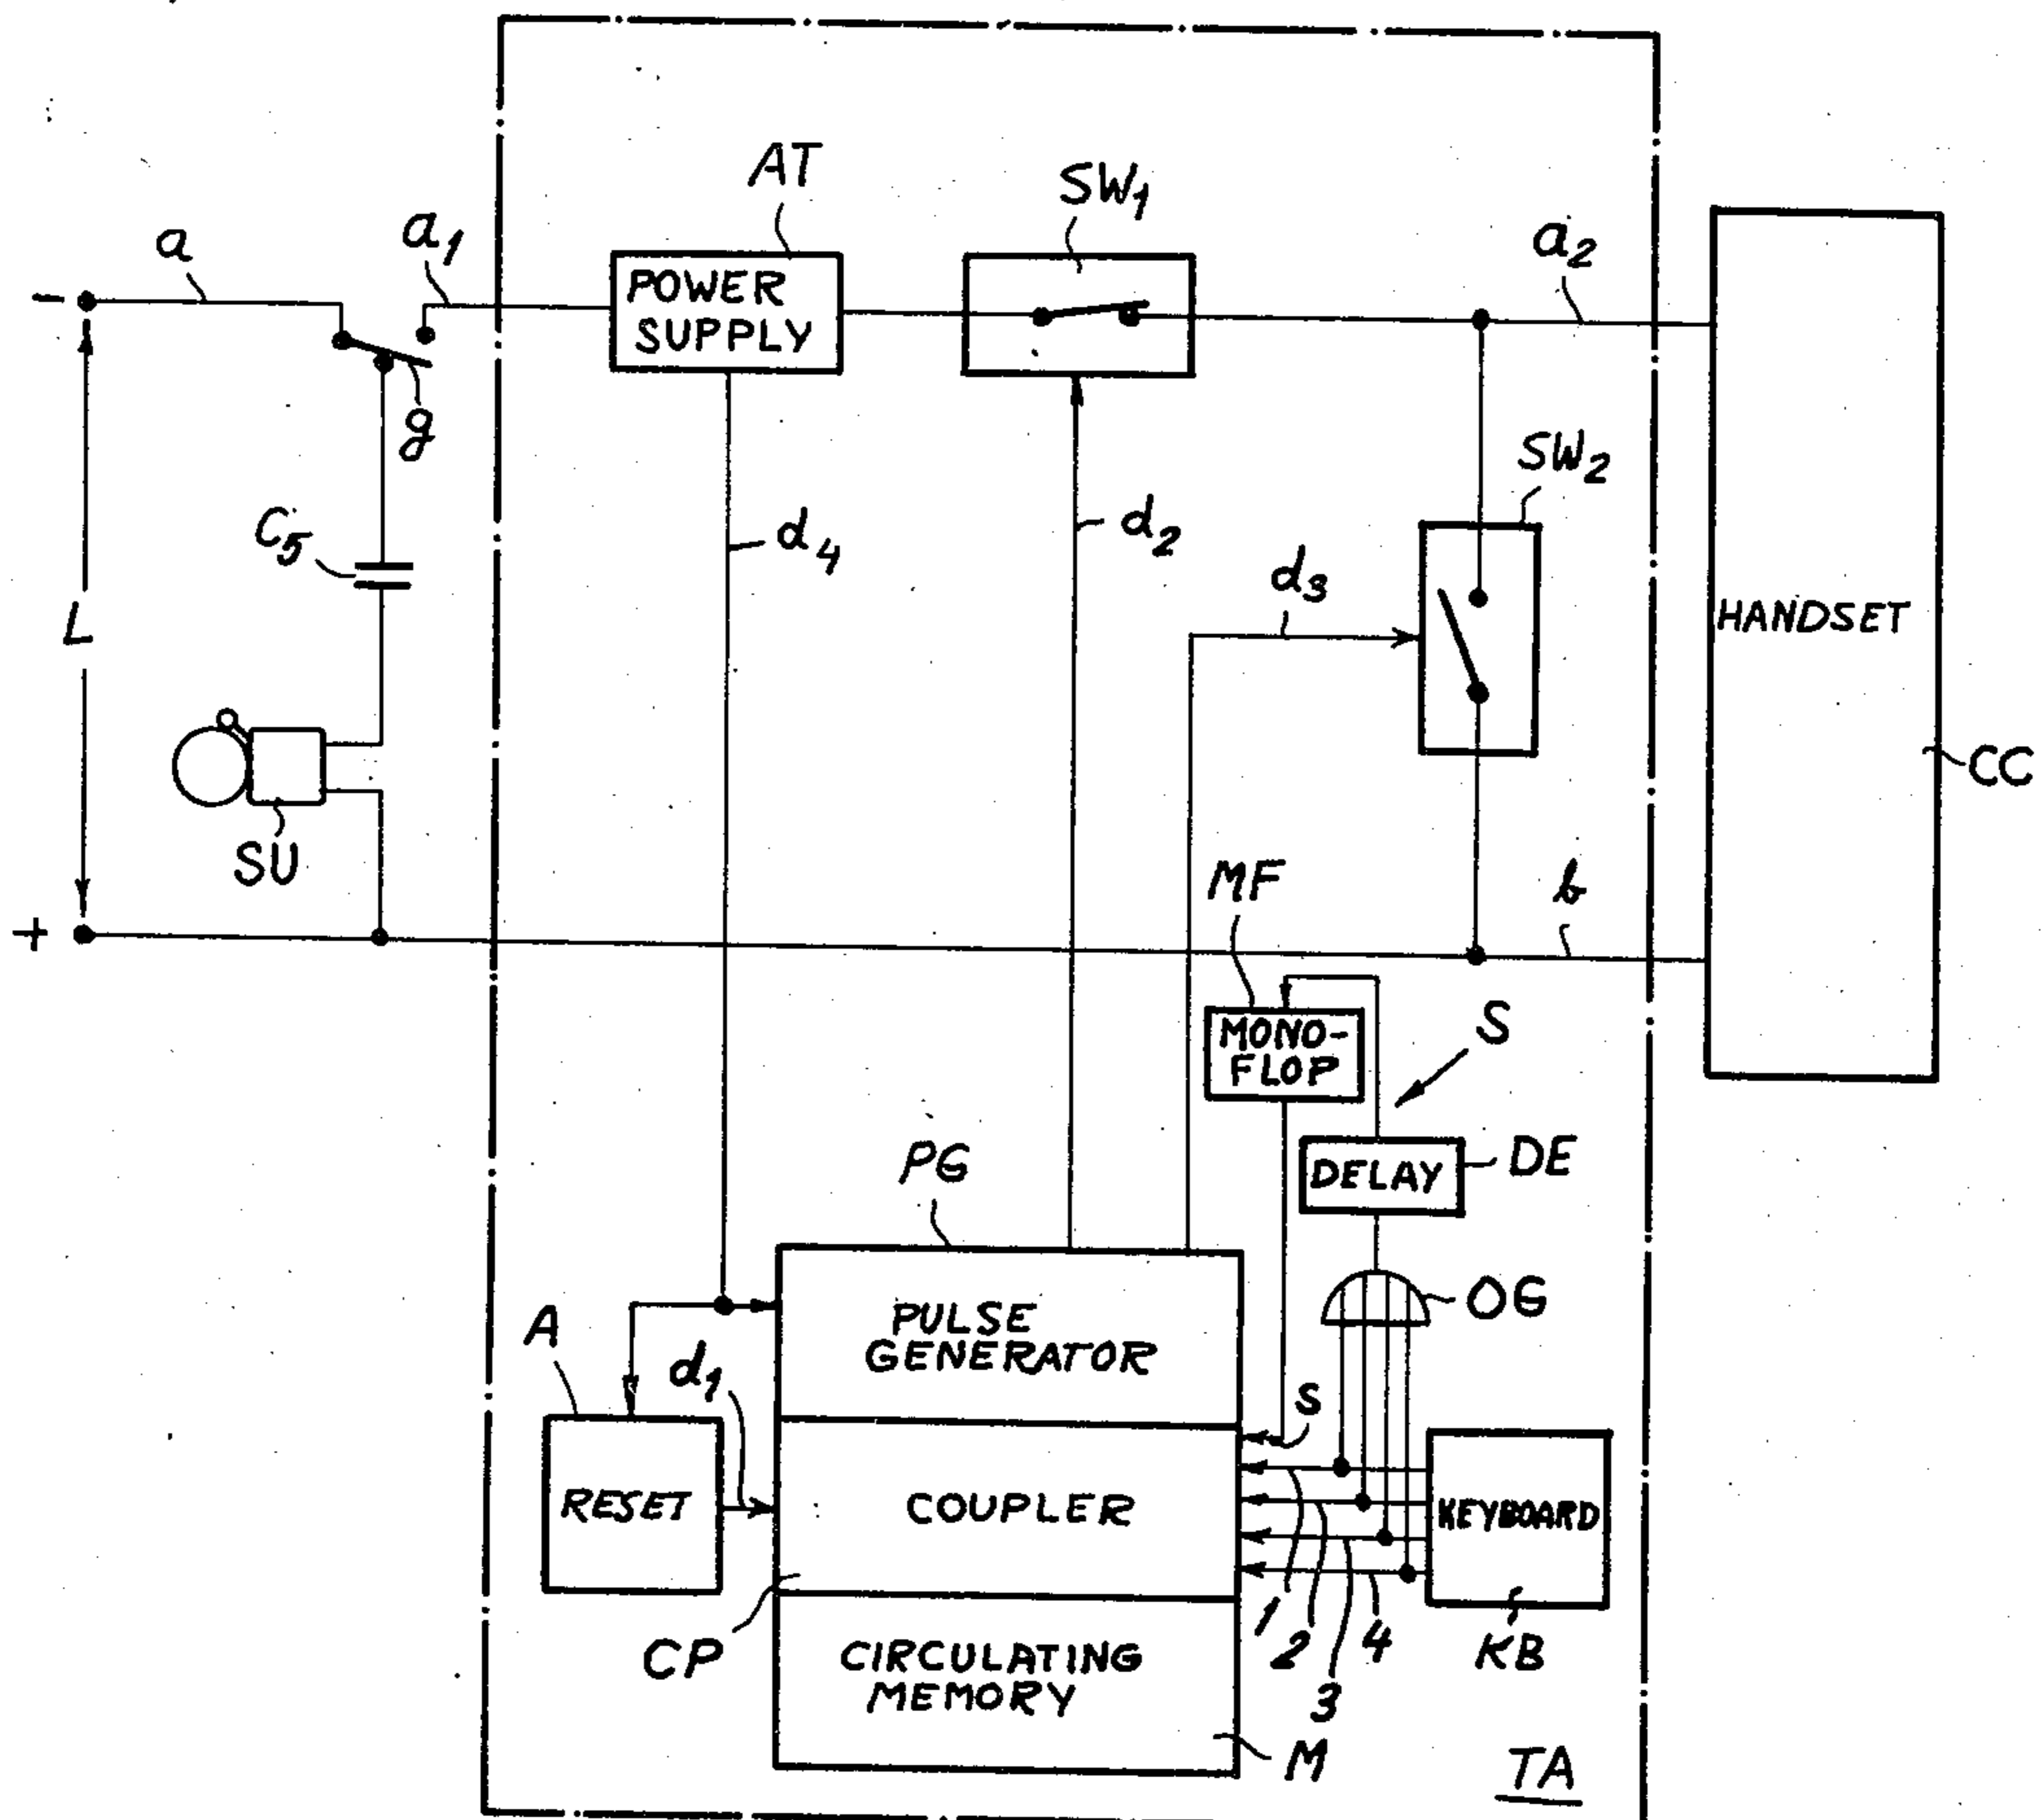 AT
SW1
a
a1
a2
-
POWER
SUPPLY
g
SW2
C5
d4
d2
d3
L
HANDSET
CC
SU
MF
b
+
MONO-
FLOP
S
PG
DELAY
DE
OG
A
PULSE
GENERATOR
d1
s
RESET
COUPLER
KEYBOARD
1
2
3
4
CP
KB
CIRCULATING
MEMORY
M
TA